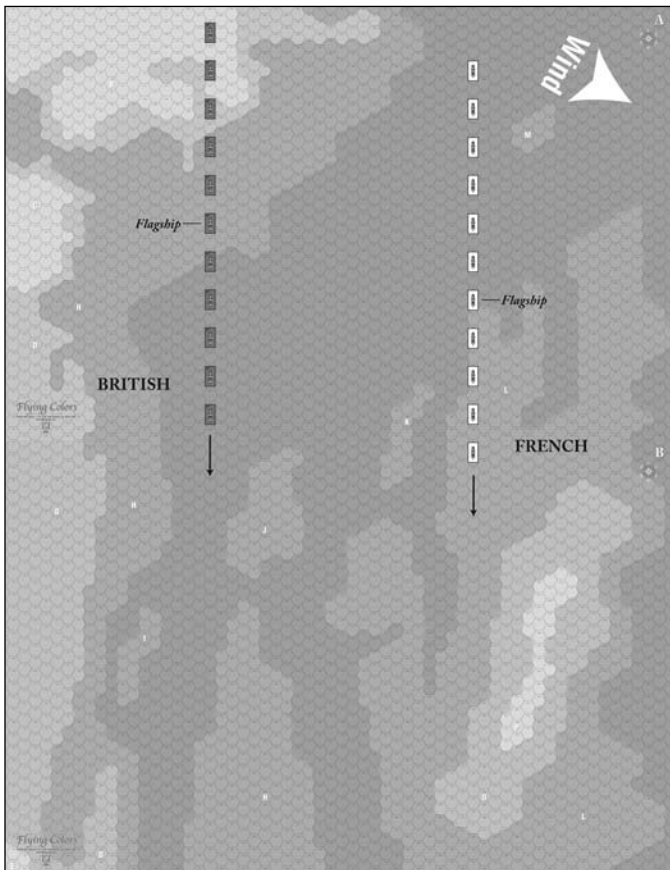 A
Wind
P
M
C
Flagship
H
Flagship
D
BRITISH
L
Flying Colors
K
FRENCH
B
H
J
I
H
D
L
Flying Colors